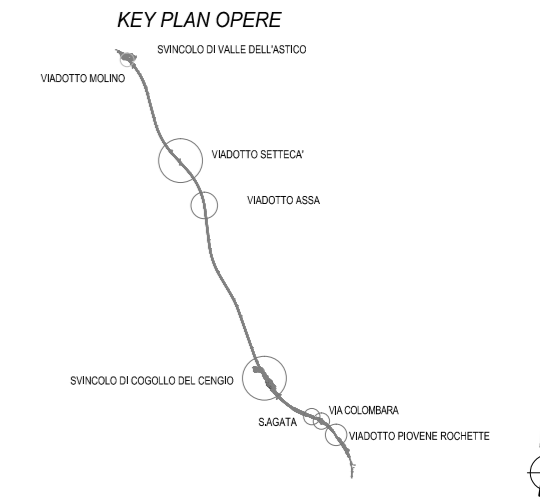 KEY PLAN OPERE
SVINCOLO DI VALLE DELL'ASTICO
VIADOTTO MOLINO
VIADOTTO SETTECA'
VIADOTTO ASSA
SVINCOLO DI COGOLLO DEL CENGIO
VIA COLOMBARA
S.AGATA
VIADOTTO PIOVENE ROCHETTE